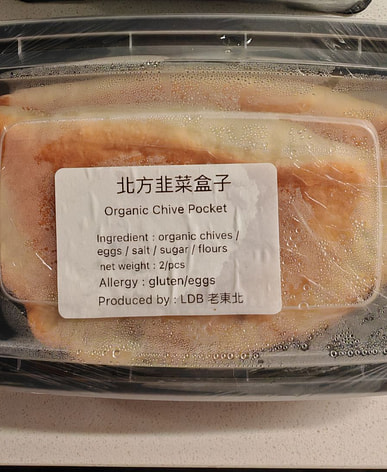 北方韭菜盒子
Organic Chive Pocket
Ingredient : organic chives /
eggs / salt / sugar / flours
net weight : 2/pcs
Allergy : gluten/eggs
Produced by : LDB 老東北